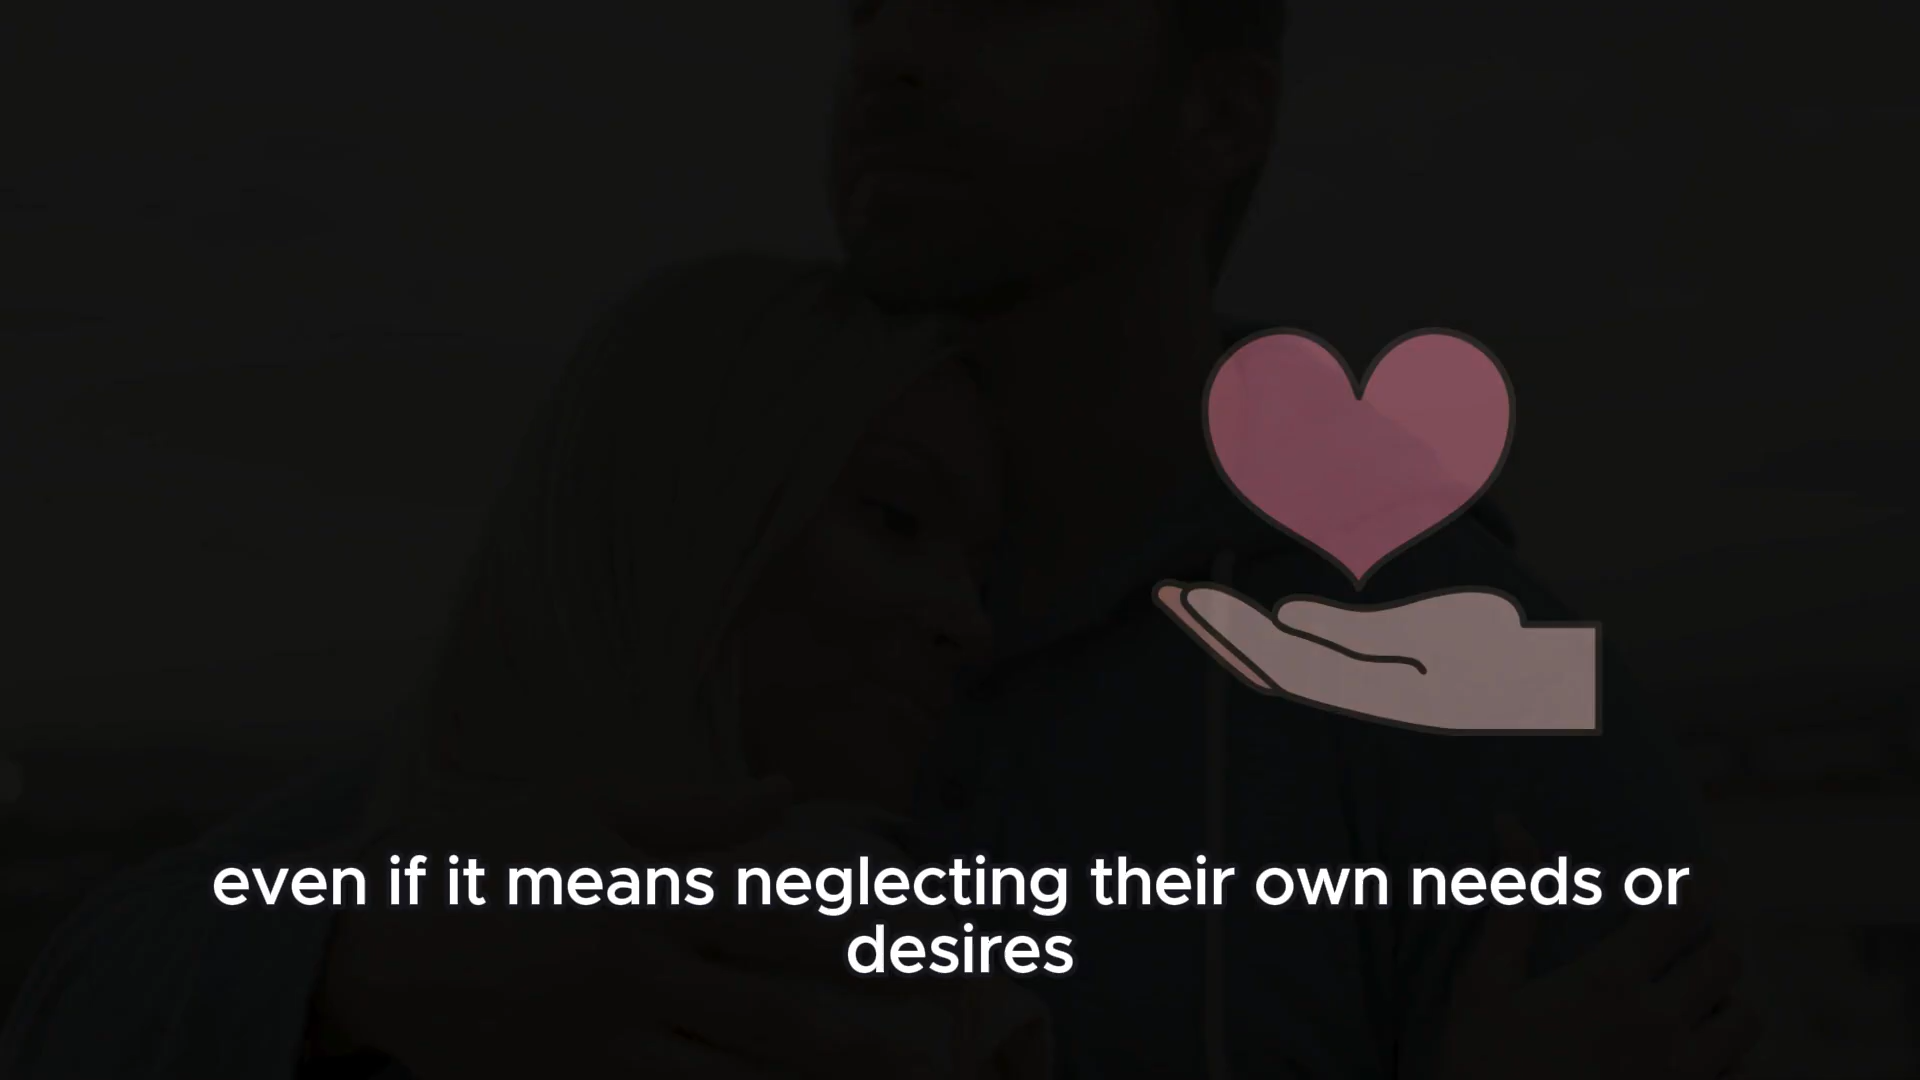 even if it means neglecting their own needs or
desires